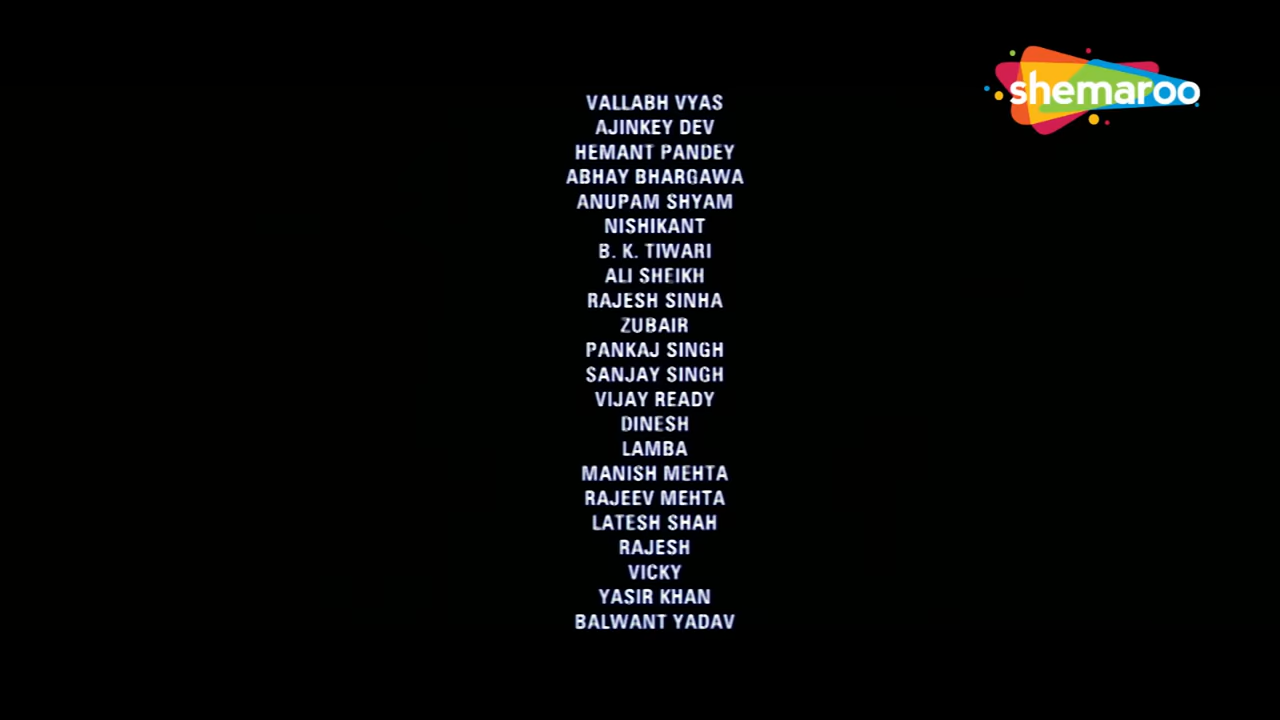 shemaroo
VALLABH VYAS
AJINKEY DEV
HEMANT PANDEY
ABHAY BHARGAWA
ANUPAM SHYAM
NISHIKANT
B. K. TIWARI
ALI SHEIKH
RAJESH SINHA
ZUBAIR
PANKAJ SINGH
SANJAY SINGH
VIJAY READY
DINESH
LAMBA
MANISH MEHTA
RAJEEV MEHTA
LATESH SHAH
RAJESH
VICKY
YASIR KHAN
BALWANT YADAV